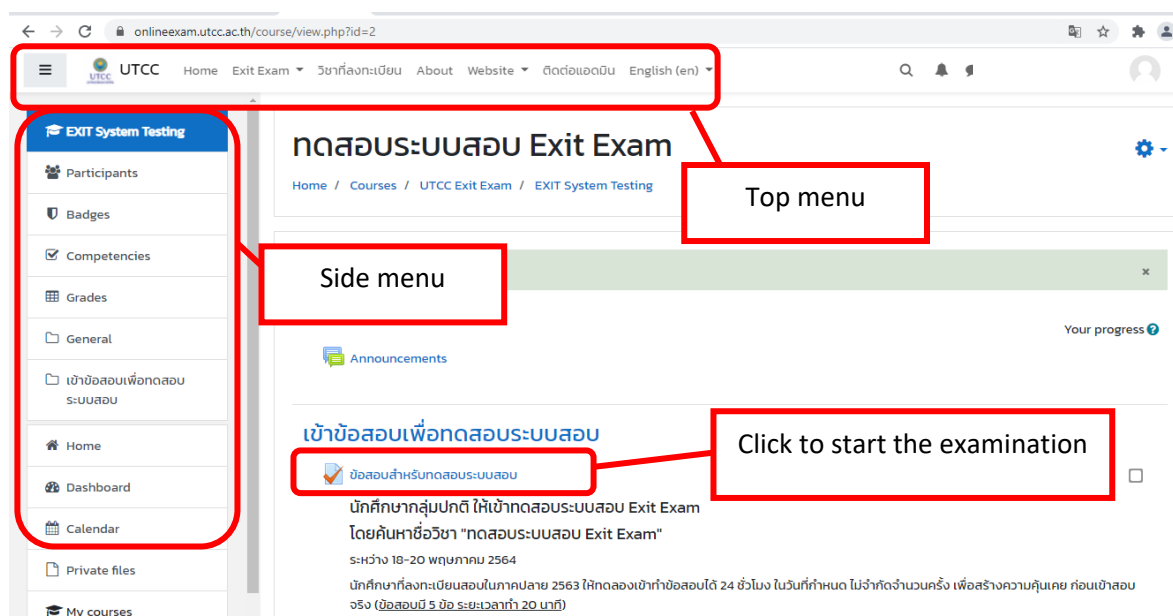 onlineexam.utcc.ac.th/course/view.php?id=2
UTCC UTCC Home Exit Exam วิชาที่ลงทะเบียน About Website ติดต่อแอดมิน English (en)
EXIT System Testing
Participants
Badges
Competencies
Grades
General
เข้าข้อสอบเพื่อทดสอบ
ระบบสอบ
Home
Dashboard
Calendar
Private files
My courses
ทดสอบระบบสอบ Exit Exam
Home / Courses / UTCC Exit Exam / EXIT System Testing
Top menu
Side menu
×
Your progress
Announcements
เข้าข้อสอบเพื่อทดสอบระบบสอบ
Click to start the examination
ข้อสอบสำหรับทดสอบระบบสอบ
นักศึกษากลุ่มปกติ ให้เข้าทดสอบระบบสอบ Exit Exam
โดยค้นหาชื่อวิชา "ทดสอบระบบสอบ Exit Exam"
ระหว่าง 18-20 พฤษภาคม 2564
นักศึกษาที่ลงทะเบียนสอบในภาคปลาย 2563 ให้ทดลองเข้าทำข้อสอบได้ 24 ชั่วโมง ในวันที่กำหนด ไม่จำกัดจำนวนครั้ง เพื่อสร้างความคุ้นเคย ก่อนเข้าสอบ
จริง (ข้อสอบมี 5 ข้อ ระยะเวลาทำ 20 นาที)